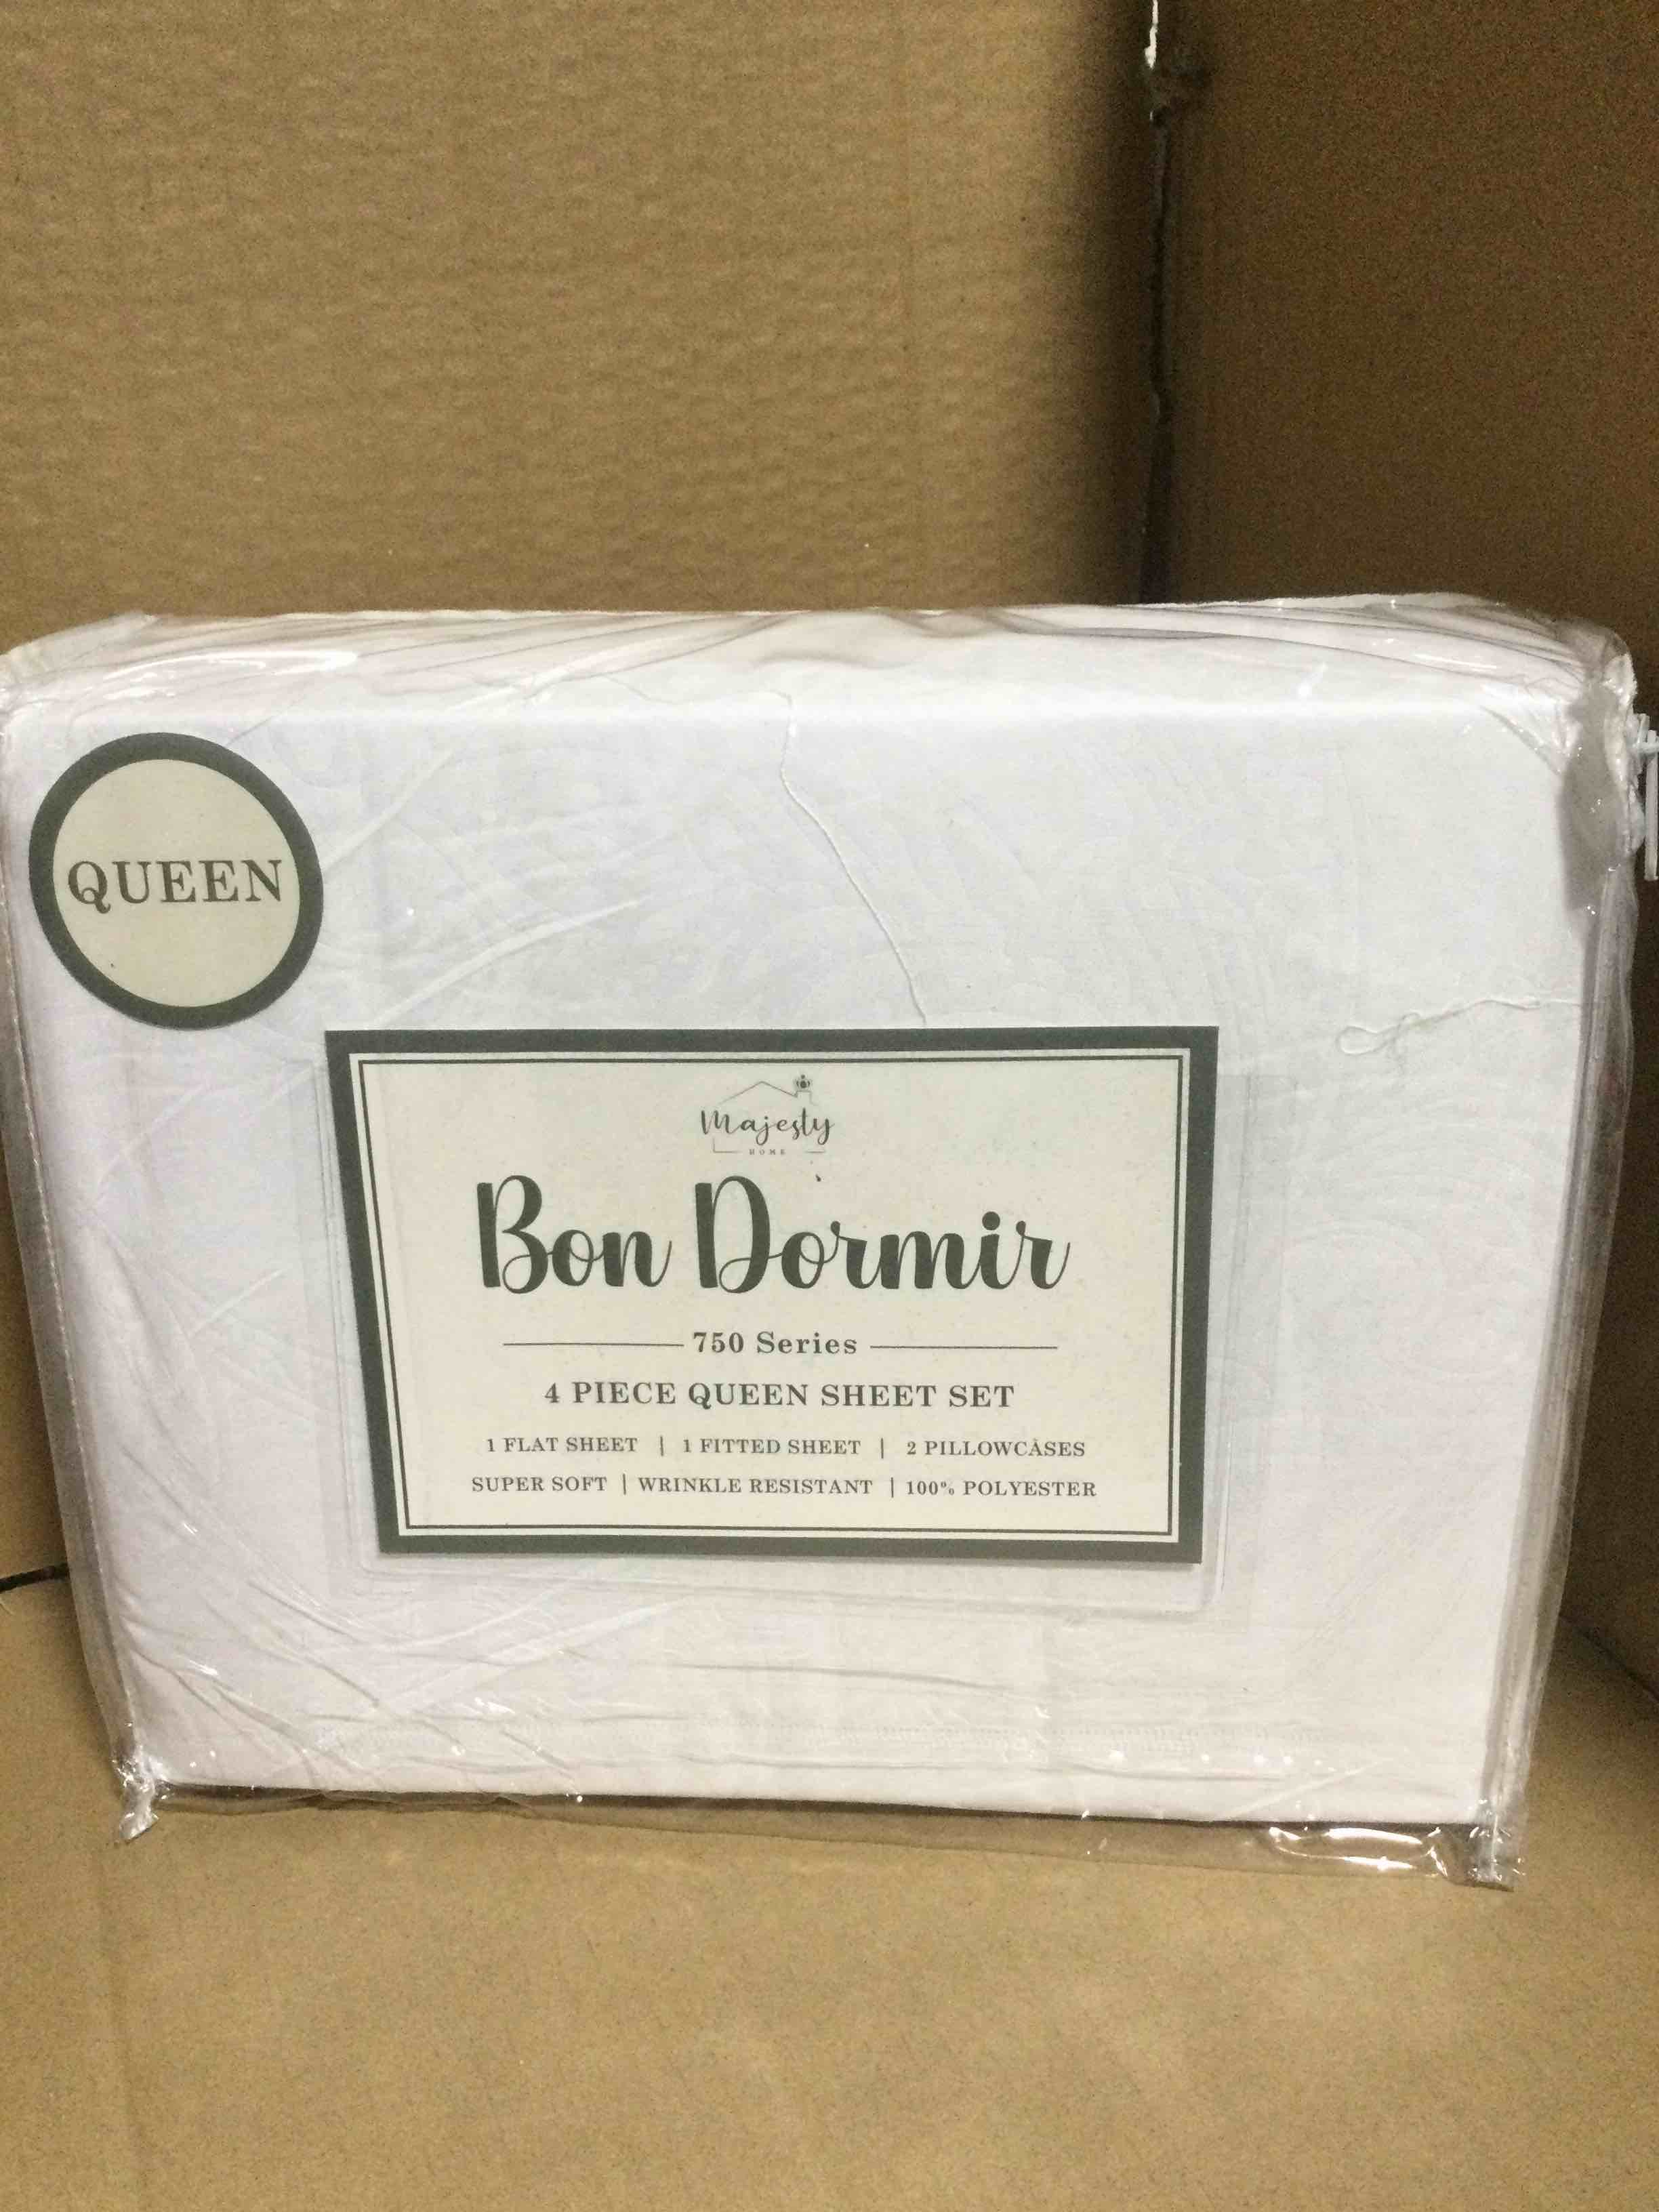 QUEEN
Majesty
HOME
Bon Dormir
750 Series
4 PIECE QUEEN SHEET SET
1 FLAT SHEET | 1 FITTED SHEET | 2 PILLOWCASES
SUPER SOFT | WRINKLE RESISTANT | 100% POLYESTER